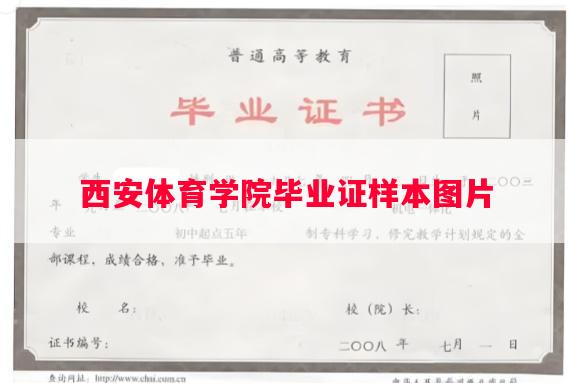 普通高等教育
毕业证书
照
片
西安体育学院毕业证样本图片
二〇〇三
年
专业 初中起点五年 制专科学习，修完教学计划规定的全
部课程，成绩合格，准予毕业。
校 名： 校（院）长：
证书编号： 二〇〇八年 七月 一日
查询网址：http://www.chsi.com.cn